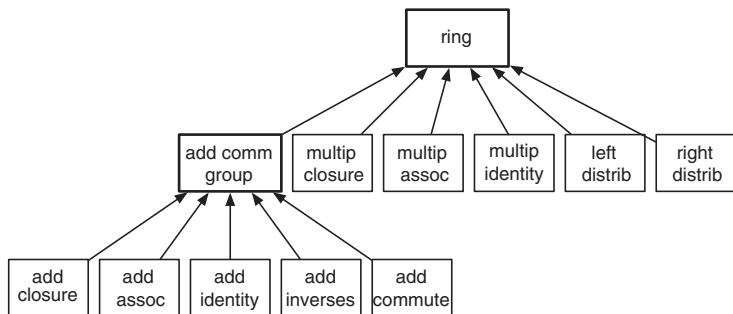 ring
add comm
group
multip
closure
multip
assoc
multip
identity
left
distrib
right
distrib
add
closure
add
assoc
add
identity
add
inverses
add
commute